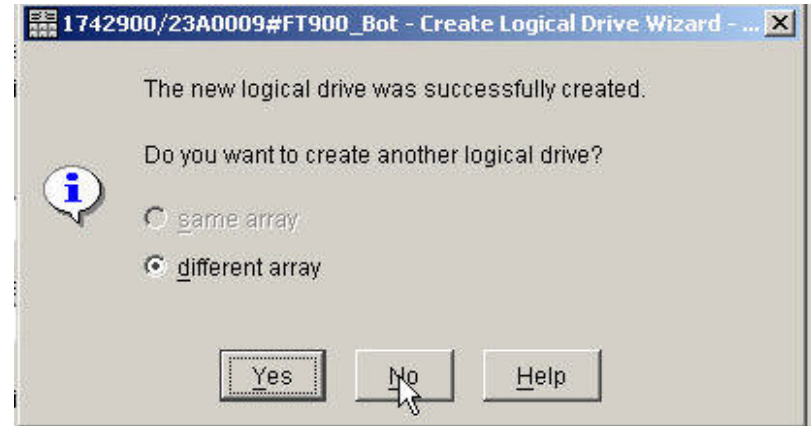 1742900/23A0009#FT900_Bot - Create Logical Drive Wizard - ...
The new logical drive was successfully created.
Do you want to create another logical drive?
same array
different array
Yes No Help